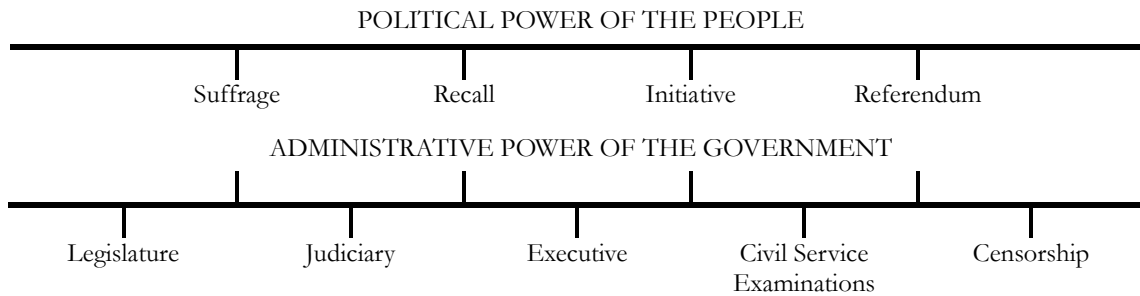 POLITICAL POWER OF THE PEOPLE
Suffrage Recall Initiative Referendum
ADMINISTRATIVE POWER OF THE GOVERNMENT
Legislature Judiciary Executive Civil Service Censorship
Examinations